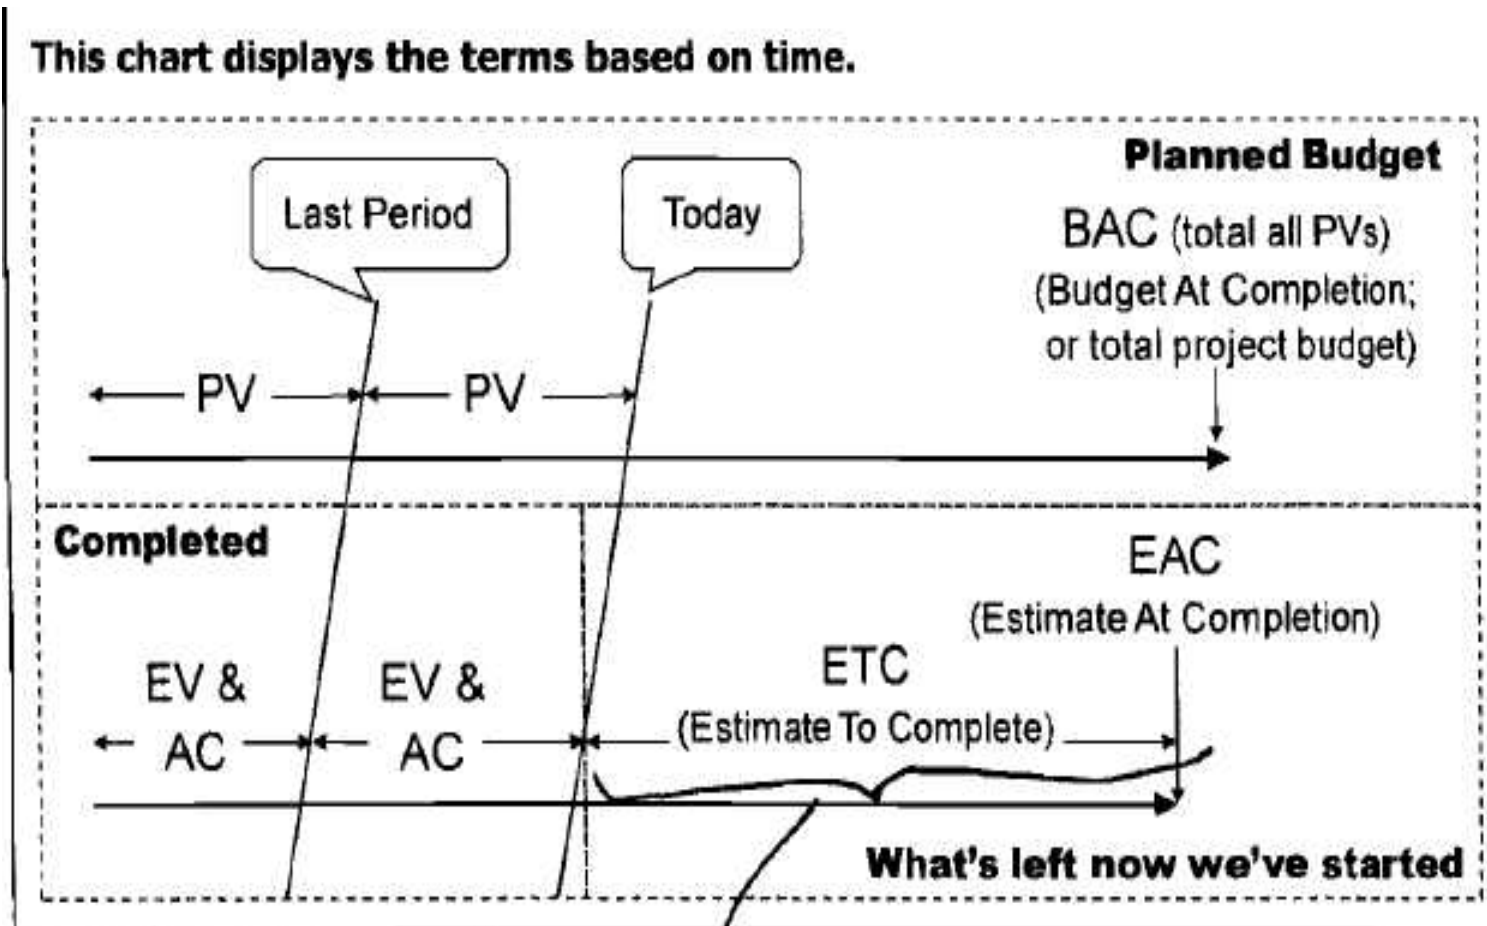 This chart displays the terms based on time.
Planned Budget
Last Period
Today
BAC (total all PVs)
(Budget At Completion;
or total project budget)
PV
PV
Completed
EAC
(Estimate At Completion)
EV &
AC
EV &
AC
ETC
(Estimate To Complete)
What's left now we've started